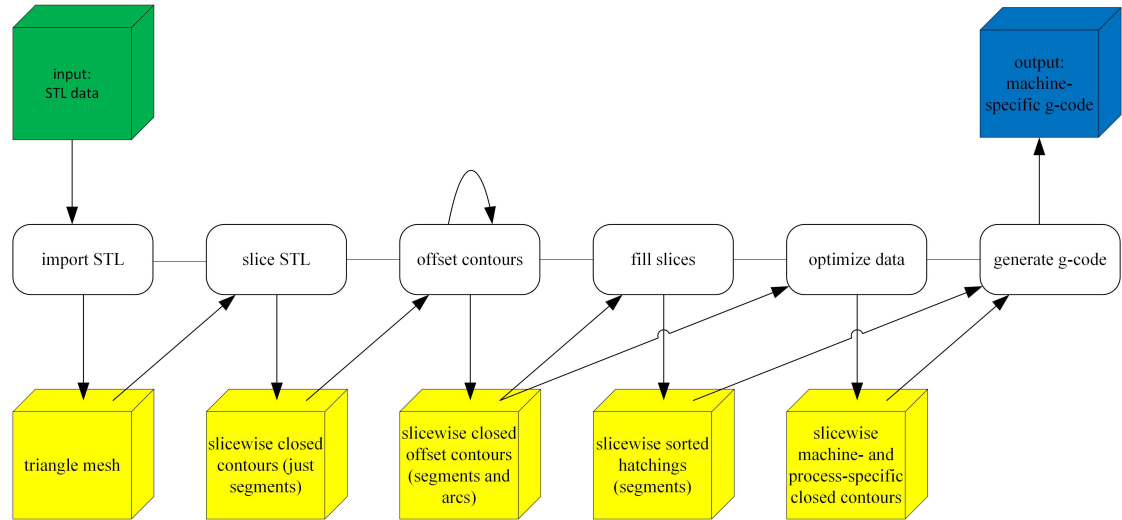 input:
STL data
output:
machine-
specific g-code
import STL
slice STL
offset contours
fill slices
optimize data
generate g-code
triangle mesh
slicewise closed
contours (just
segments)
slicewise closed
offset contours
(segments and
arcs)
slicewise sorted
hatchings
(segments)
slicewise
machine- and
process-specific
closed contours